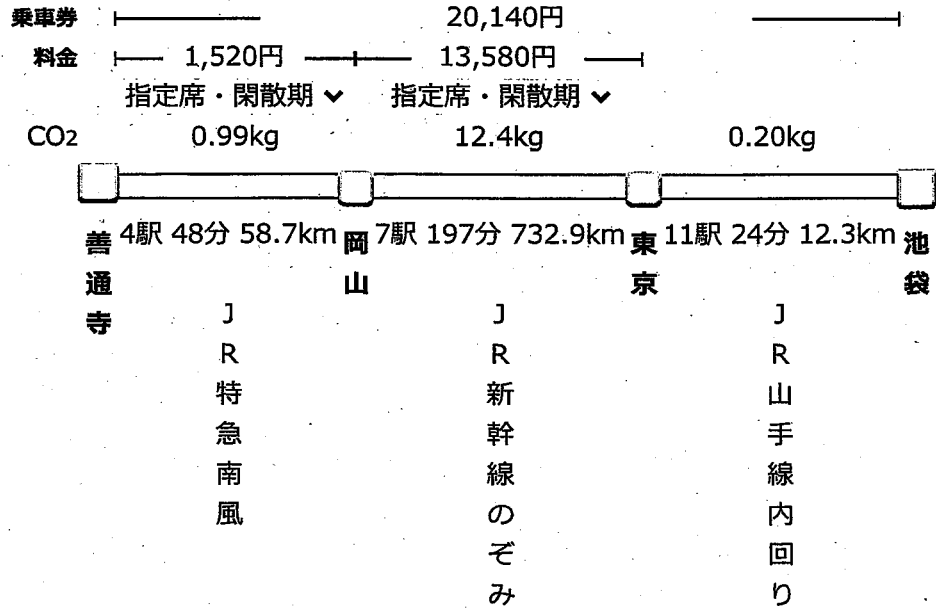 乗車券 20,140円
料金 1,520円 13,580円
指定席・閑散期 指定席・閑散期
CO2 0.99kg 12.4kg 0.20kg
4駅 48分 58.7km 7駅 197分 732.9km 11駅 24分 12.3km
善通寺
岡山
東京
池袋
JR特急南風
JR新幹線のぞみ
JR山手線内回り